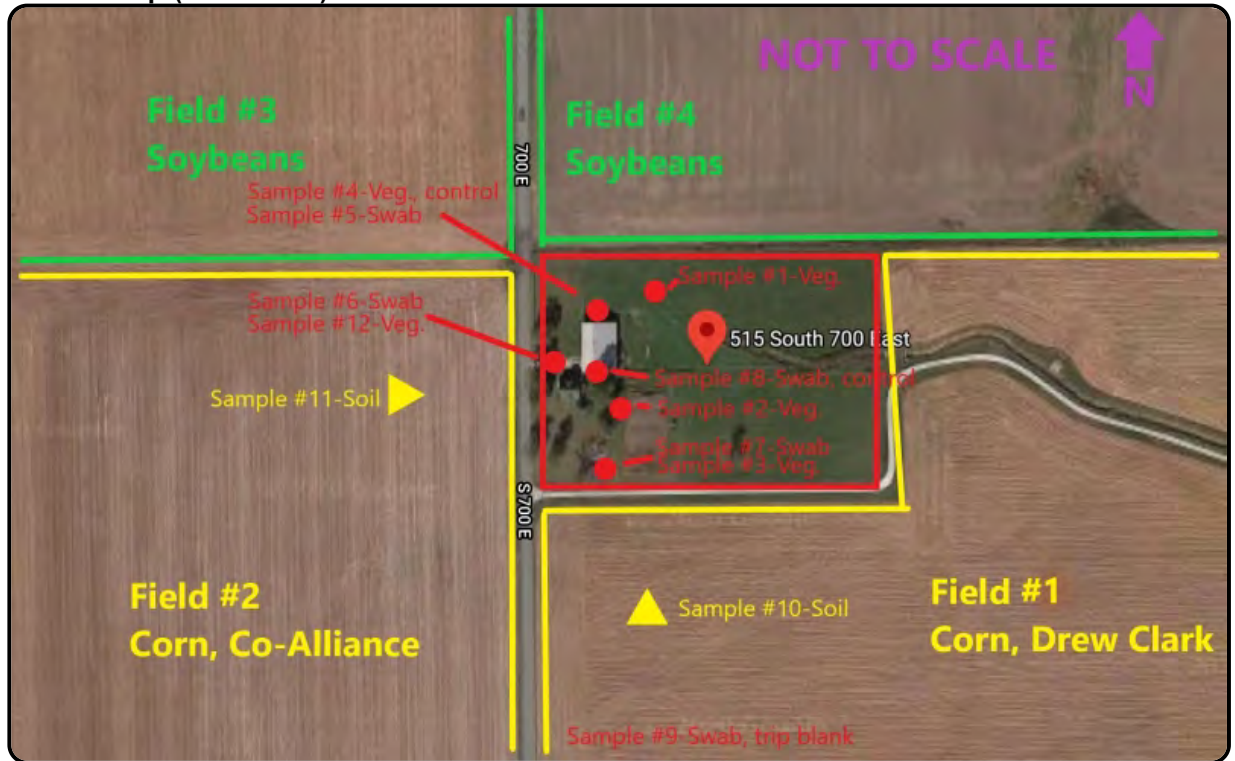 NOT TO SCALE
N
Field #3
Soybeans
Field #4
Soybeans
700 E
Sample #4-Veg., control
Sample #5-Swab
Sample #1-Veg.
Sample #6-Swab
Sample #12-Veg.
515 South 700 East
Sample #8-Swab, control
Sample #11-Soil
Sample #2-Veg.
Sample #7-Swab
Sample #3-Veg.
S 700 E
Field #2
Corn, Co-Alliance
Sample #10-Soil
Field #1
Corn, Drew Clark
Sample #9-Swab, trip blank